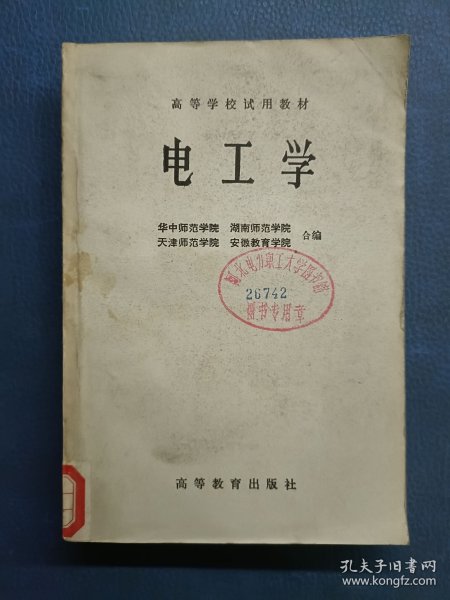 高等学校试用教材
电工学
华中师范学院 湖南师范学院
天津师范学院 安徽教育学院 合编
26742
高等教育出版社
孔夫子旧书网
www.kongfz.com